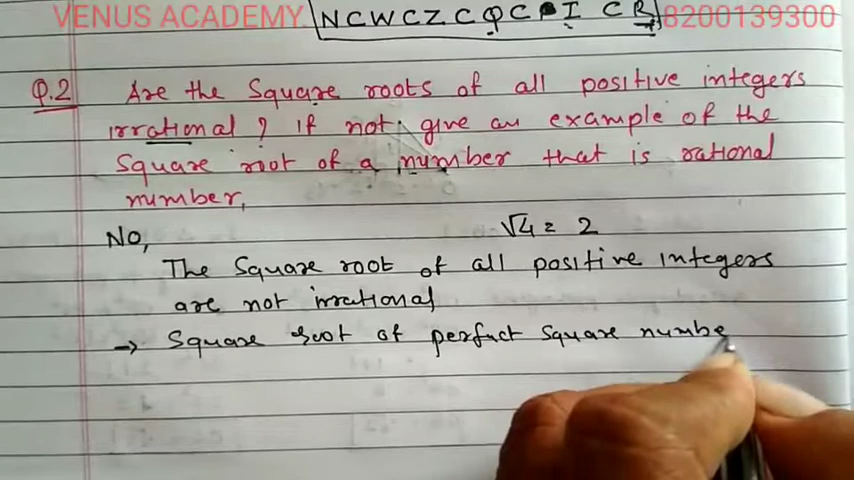 VENUS ACADEMY NCWCZCQC I CR 8200139300
Q.2 Are the Square roots of all positive integers
irrational ? if not give an example of the
Square root of a number that is rational
number,
No, √4 = 2
The Square root of all positive integers
are not irrational
→ Square root of perfect Square numbe